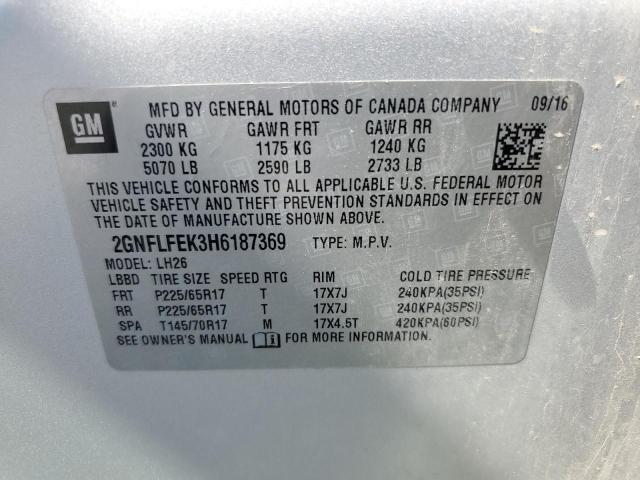 GM ® MFD BY GENERAL MOTORS OF CANADA COMPANY 09/16
GVWR GAWR FRT GAWR RR
2300 KG 1175 KG 1240 KG
5070 LB 2590 LB 2733 LB
THIS VEHICLE CONFORMS TO ALL APPLICABLE U.S. FEDERAL MOTOR
VEHICLE SAFETY AND THEFT PREVENTION STANDARDS IN EFFECT ON
THE DATE OF MANUFACTURE SHOWN ABOVE.
2GNFLFEK3H6187369 TYPE: M.P.V.
MODEL: LH26
LBBD TIRE SIZE SPEED RTG RIM COLD TIRE PRESSURE
FRT P225/65R17 T 17X7J 240KPA(35PSI)
RR P225/65R17 T 17X7J 240KPA(35PSI)
SPA T145/70R17 M 17X4.5T 420KPA(60PSI)
SEE OWNER'S MANUAL FOR MORE INFORMATION.